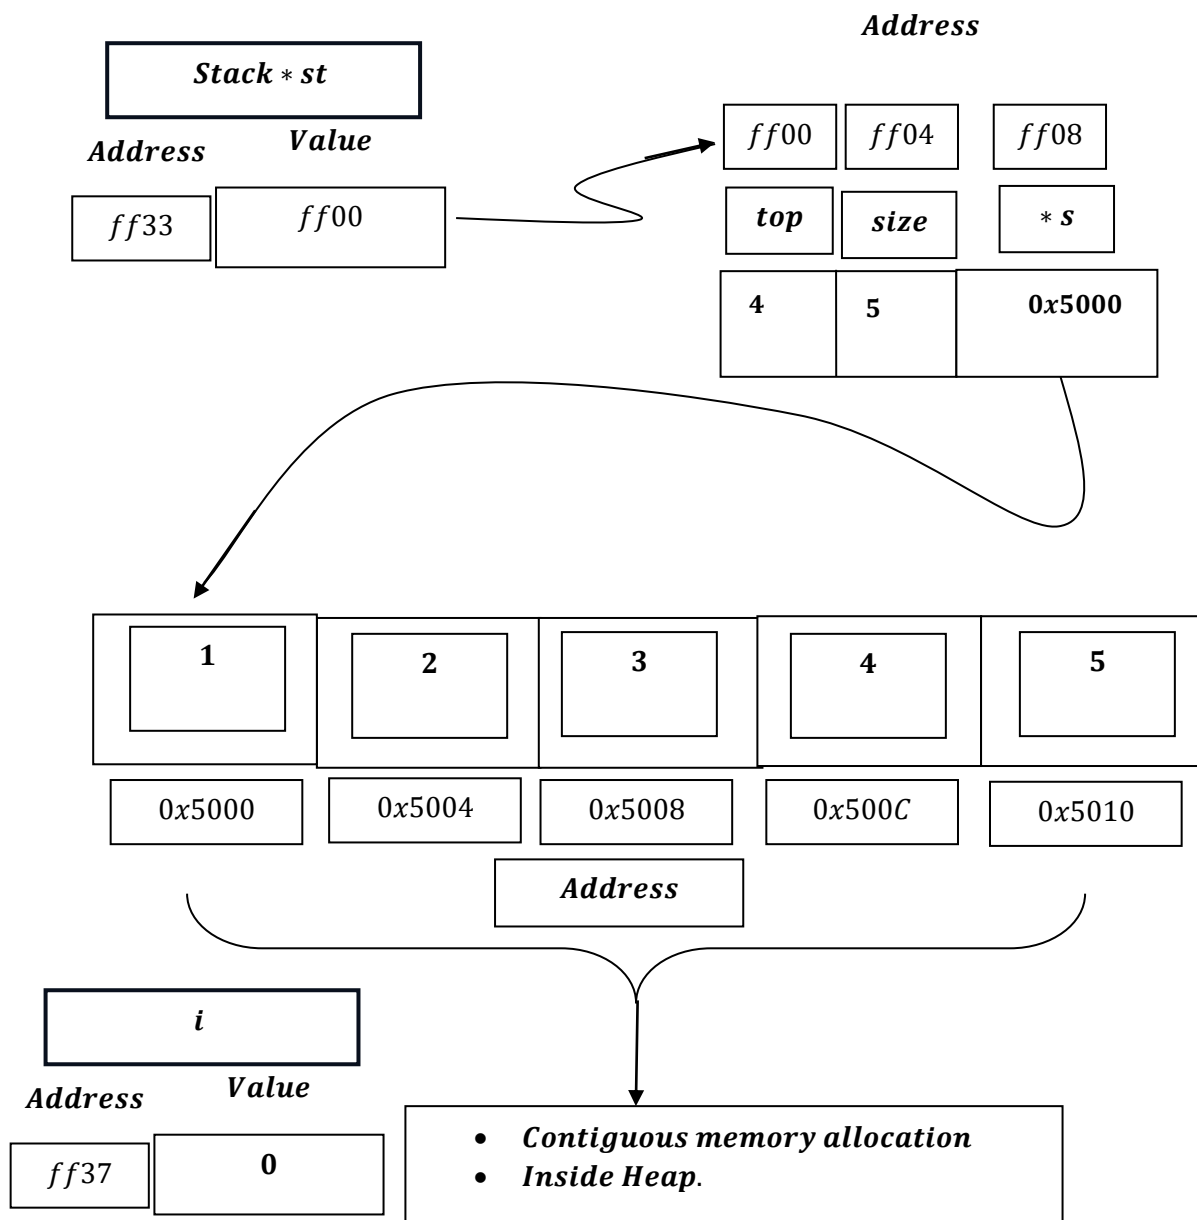 Address
Stack * st
Address Value
ff33 ff00
ff00 ff04 ff08
top size * s
4 5 0x5000
1 2 3 4 5
0x5000 0x5004 0x5008 0x500C 0x5010
Address
i
Address Value
ff37 0
• Contiguous memory allocation
• Inside Heap.